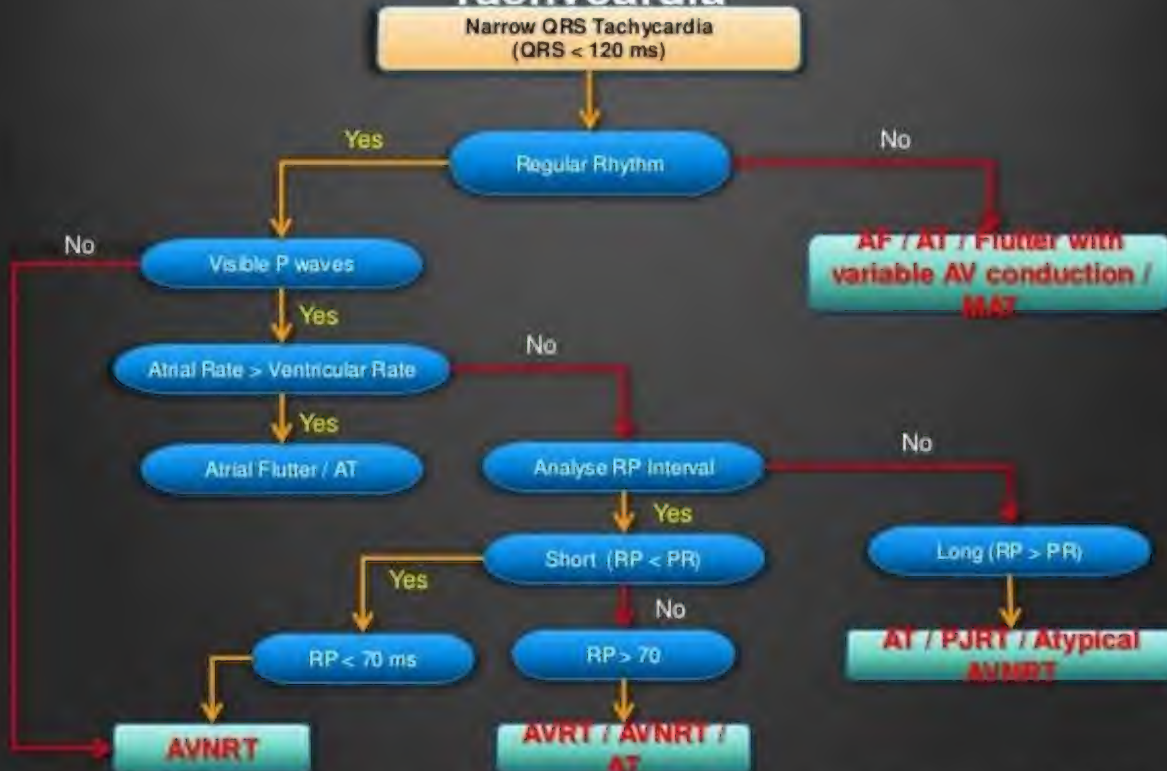 Tachycardia
Narrow QRS Tachycardia
(QRS < 120 ms)
Yes
No
Regular Rhythm
AF / AT / Flutter with
variable AV conduction /
MAT
No
Visible P waves
Yes
Atrial Rate > Ventricular Rate
No
Yes
Atrial Flutter / AT
Analyse RP Interval
No
Yes
Short (RP < PR)
Long (RP > PR)
Yes
No
RP < 70 ms
RP > 70
AT / PJRT / Atypical
AVNRT
AVNRT
AVRT / AVNRT /
AT